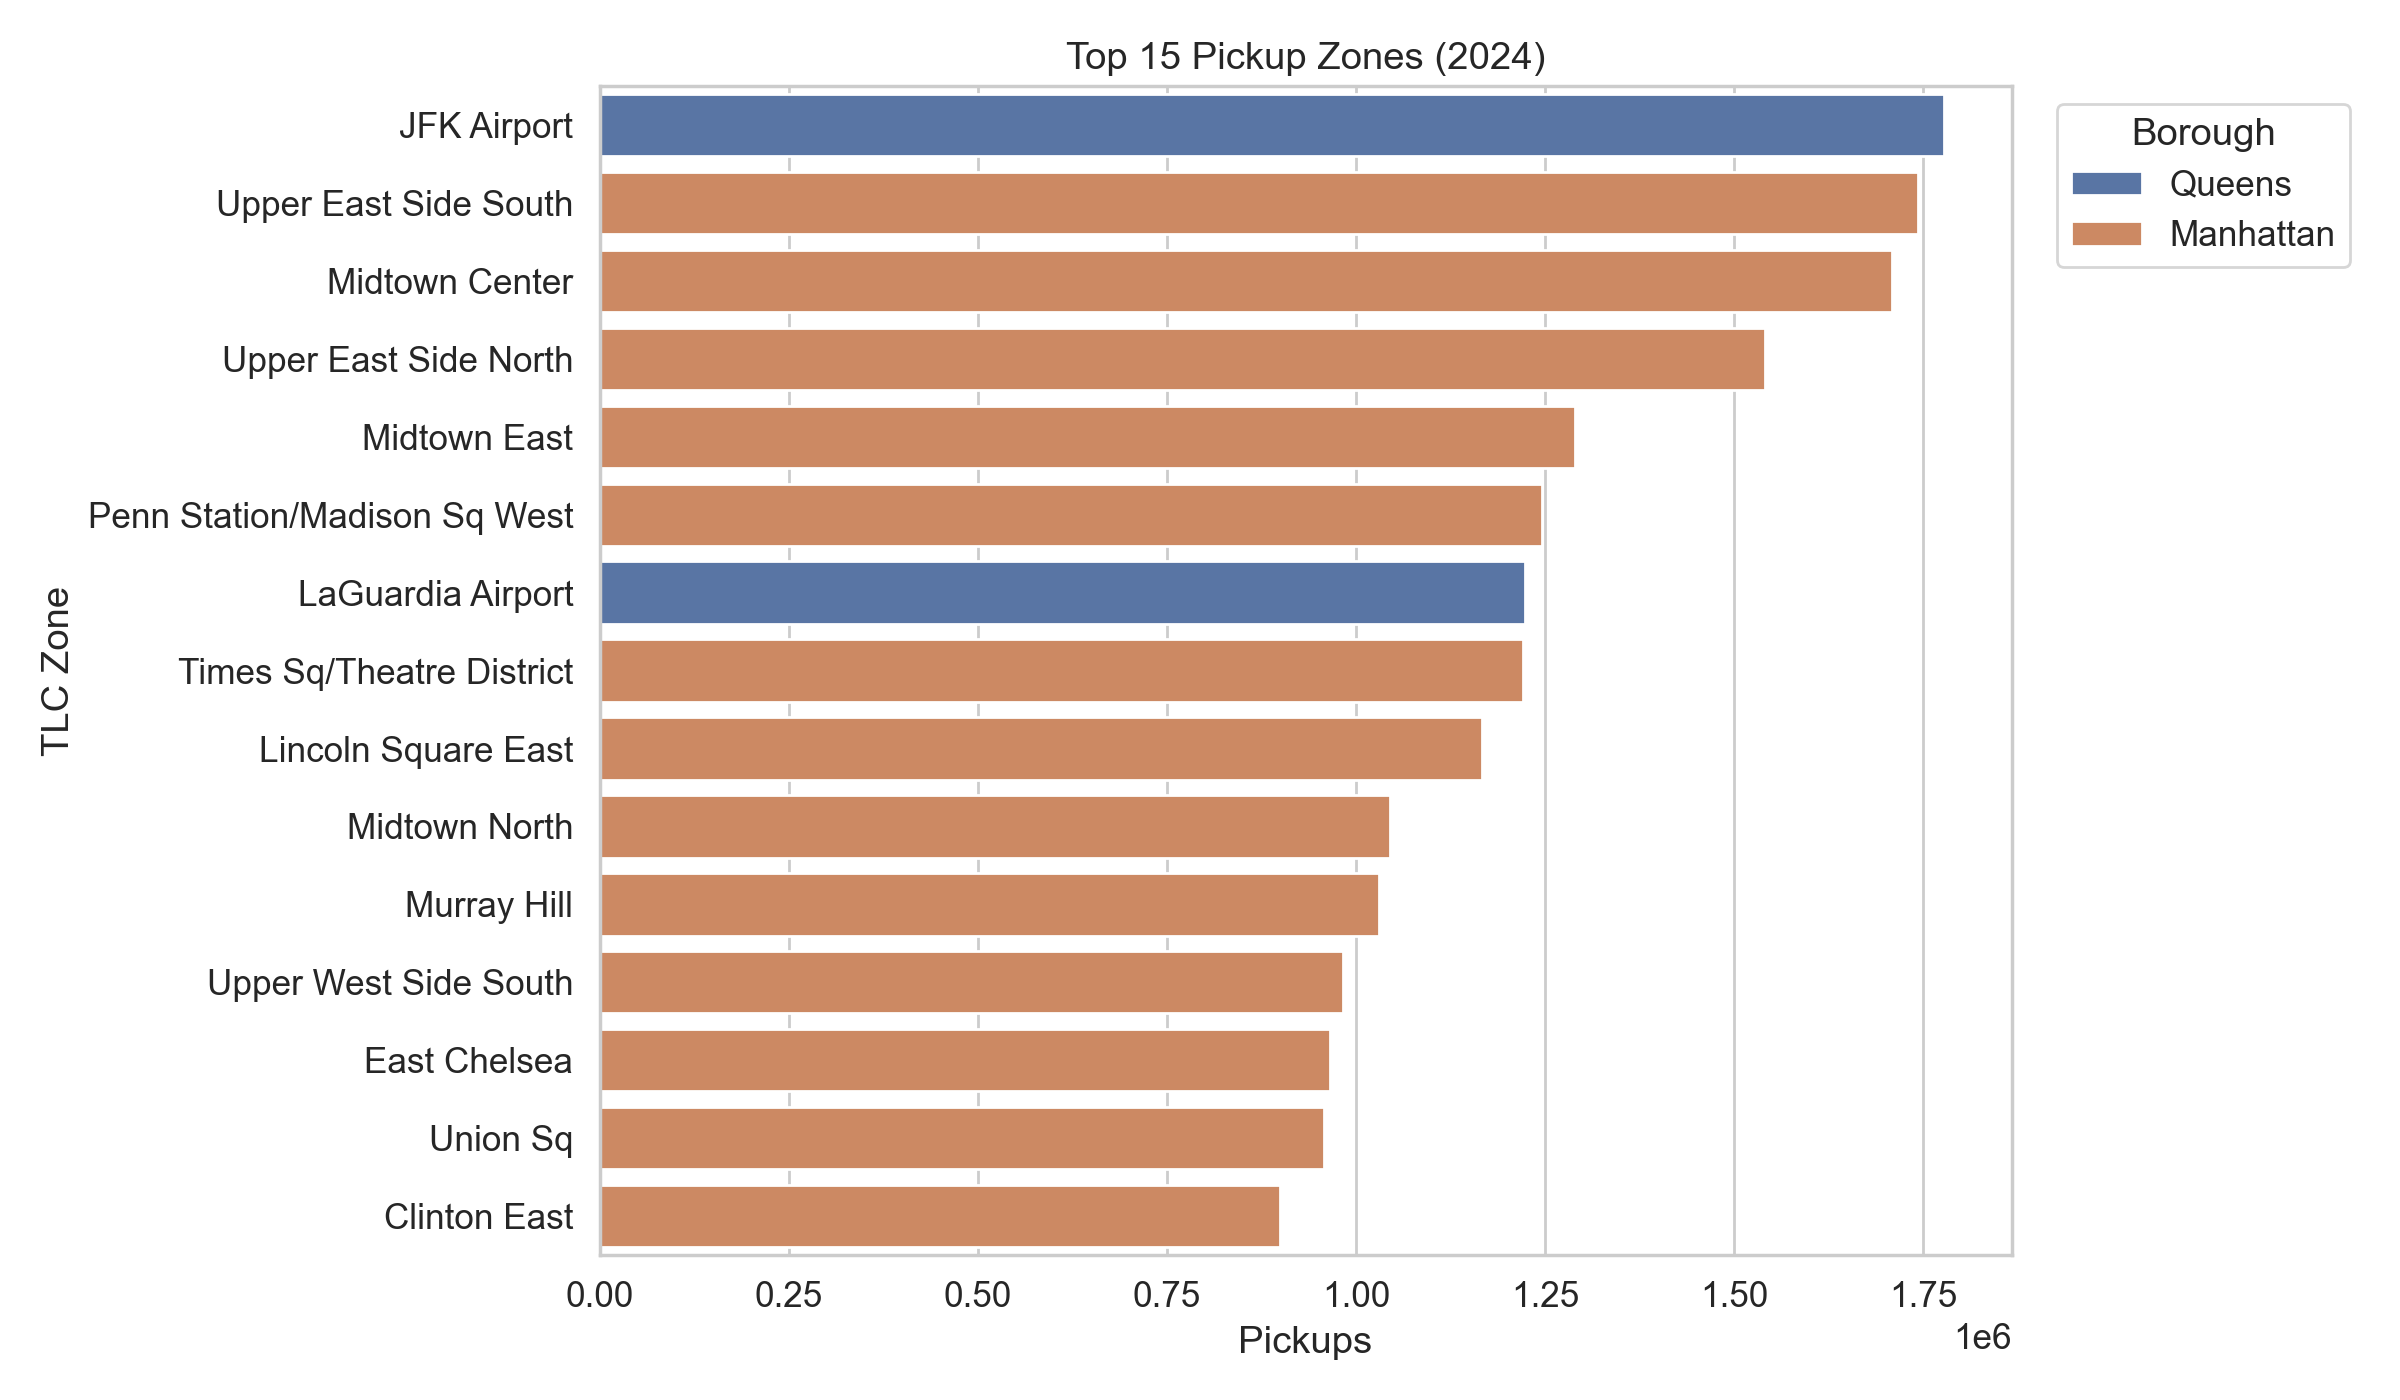 Top 15 Pickup Zones (2024)
Borough
Queens
Manhattan
TLC Zone
JFK Airport
Upper East Side South
Midtown Center
Upper East Side North
Midtown East
Penn Station/Madison Sq West
LaGuardia Airport
Times Sq/Theatre District
Lincoln Square East
Midtown North
Murray Hill
Upper West Side South
East Chelsea
Union Sq
Clinton East
0.00 0.25 0.50 0.75 1.00 1.25 1.50 1.75
1e6
Pickups